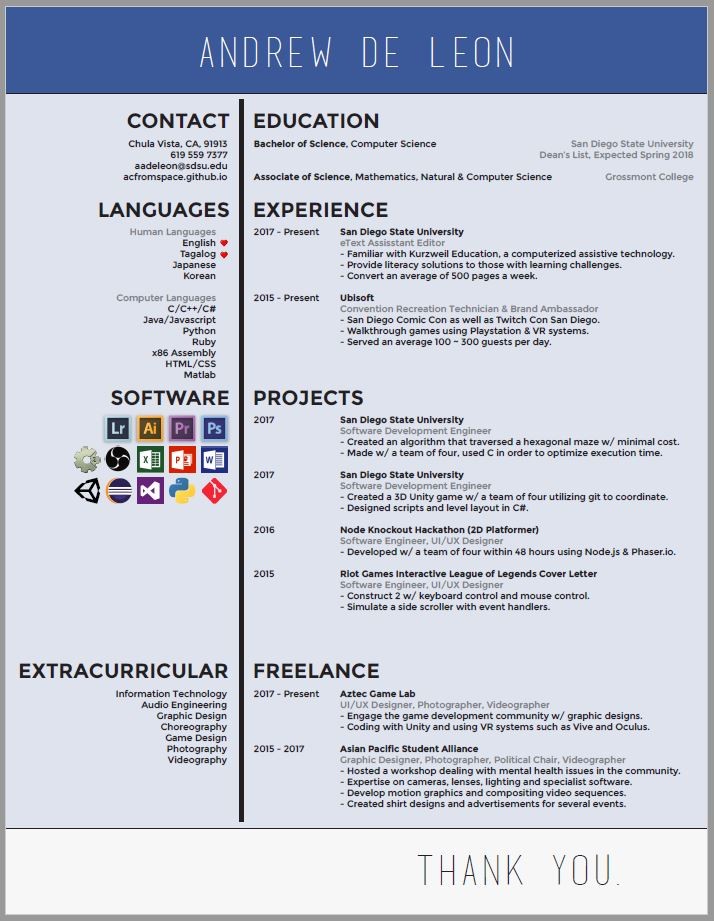 ANDREW DE LEON
CONTACT
Chula Vista, CA, 91913
619 559 7377
aadeleon@sdsu.edu
acfromspace.github.io
LANGUAGES
Human Languages
English
Tagalog
Japanese
Korean
Computer Languages
C/C++/C#
Java/Javascript
Python
Ruby
x86 Assembly
HTML/CSS
Matlab
SOFTWARE
Lr Ai Pr Ps
X P W
EXTRACURRICULAR
Information Technology
Audio Engineering
Graphic Design
Choreography
Game Design
Photography
Videography
EDUCATION
Bachelor of Science, Computer Science San Diego State University
Dean's List, Expected Spring 2018
Associate of Science, Mathematics, Natural & Computer Science Grossmont College
EXPERIENCE
2017 - Present San Diego State University
eText Assisstant Editor
- Familiar with Kurzweil Education, a computerized assistive technology.
- Provide literacy solutions to those with learning challenges.
- Convert an average of 500 pages a week.
2015 - Present Ubisoft
Convention Recreation Technician & Brand Ambassador
- San Diego Comic Con as well as Twitch Con San Diego.
- Walkthrough games using Playstation & VR systems.
- Served an average 100 ~ 300 guests per day.
PROJECTS
2017 San Diego State University
Software Development Engineer
- Created an algorithm that traversed a hexagonal maze w/ minimal cost.
- Made w/ a team of four, used C in order to optimize execution time.
2017 San Diego State University
Software Development Engineer
- Created a 3D Unity game w/ a team of four utilizing git to coordinate.
- Designed scripts and level layout in C#.
2016 Node Knockout Hackathon (2D Platformer)
Software Engineer, UI/UX Designer
- Developed w/ a team of four within 48 hours using Node.js & Phaser.io.
2015 Riot Games Interactive League of Legends Cover Letter
Software Engineer, UI/UX Designer
- Construct 2 w/ keyboard control and mouse control.
- Simulate a side scroller with event handlers.
FREELANCE
2017 - Present Aztec Game Lab
UI/UX Designer, Photographer, Videographer
- Engage the game development community w/ graphic designs.
- Coding with Unity and using VR systems such as Vive and Oculus.
2015 - 2017 Asian Pacific Student Alliance
Graphic Designer, Photographer, Political Chair, Videographer
- Hosted a workshop dealing with mental health issues in the community.
- Expertise on cameras, lenses, lighting and specialist software.
- Develop motion graphics and compositing video sequences.
- Created shirt designs and advertisements for several events.
THANK YOU.